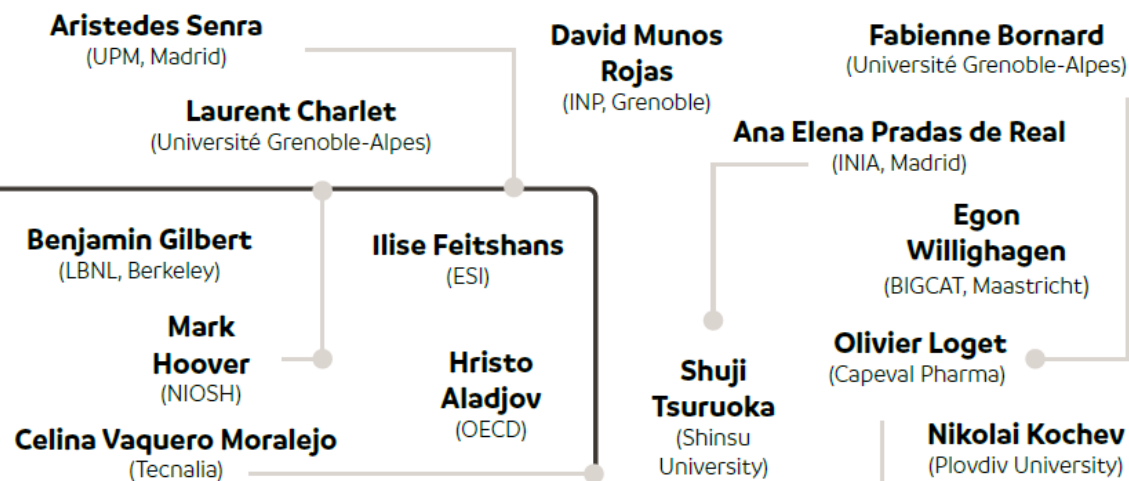 Aristedes Senra
(UPM, Madrid)
David Munos
Rojas
(INP, Grenoble)
Fabienne Bornard
(Université Grenoble-Alpes)
Laurent Charlet
(Université Grenoble-Alpes)
Ana Elena Pradas de Real
(INIA, Madrid)
Benjamin Gilbert
(LBNL, Berkeley)
Ilise Feitshans
(ESI)
Egon
Willighagen
(BIGCAT, Maastricht)
Mark
Hoover
(NIOSH)
Hristo
Aladjov
(OECD)
Shuji
Tsuruoka
(Shinsu
University)
Olivier Loget
(Capeval Pharma)
Celina Vaquero Moralejo
(Tecnalia)
Nikolai Kochev
(Plovdiv University)